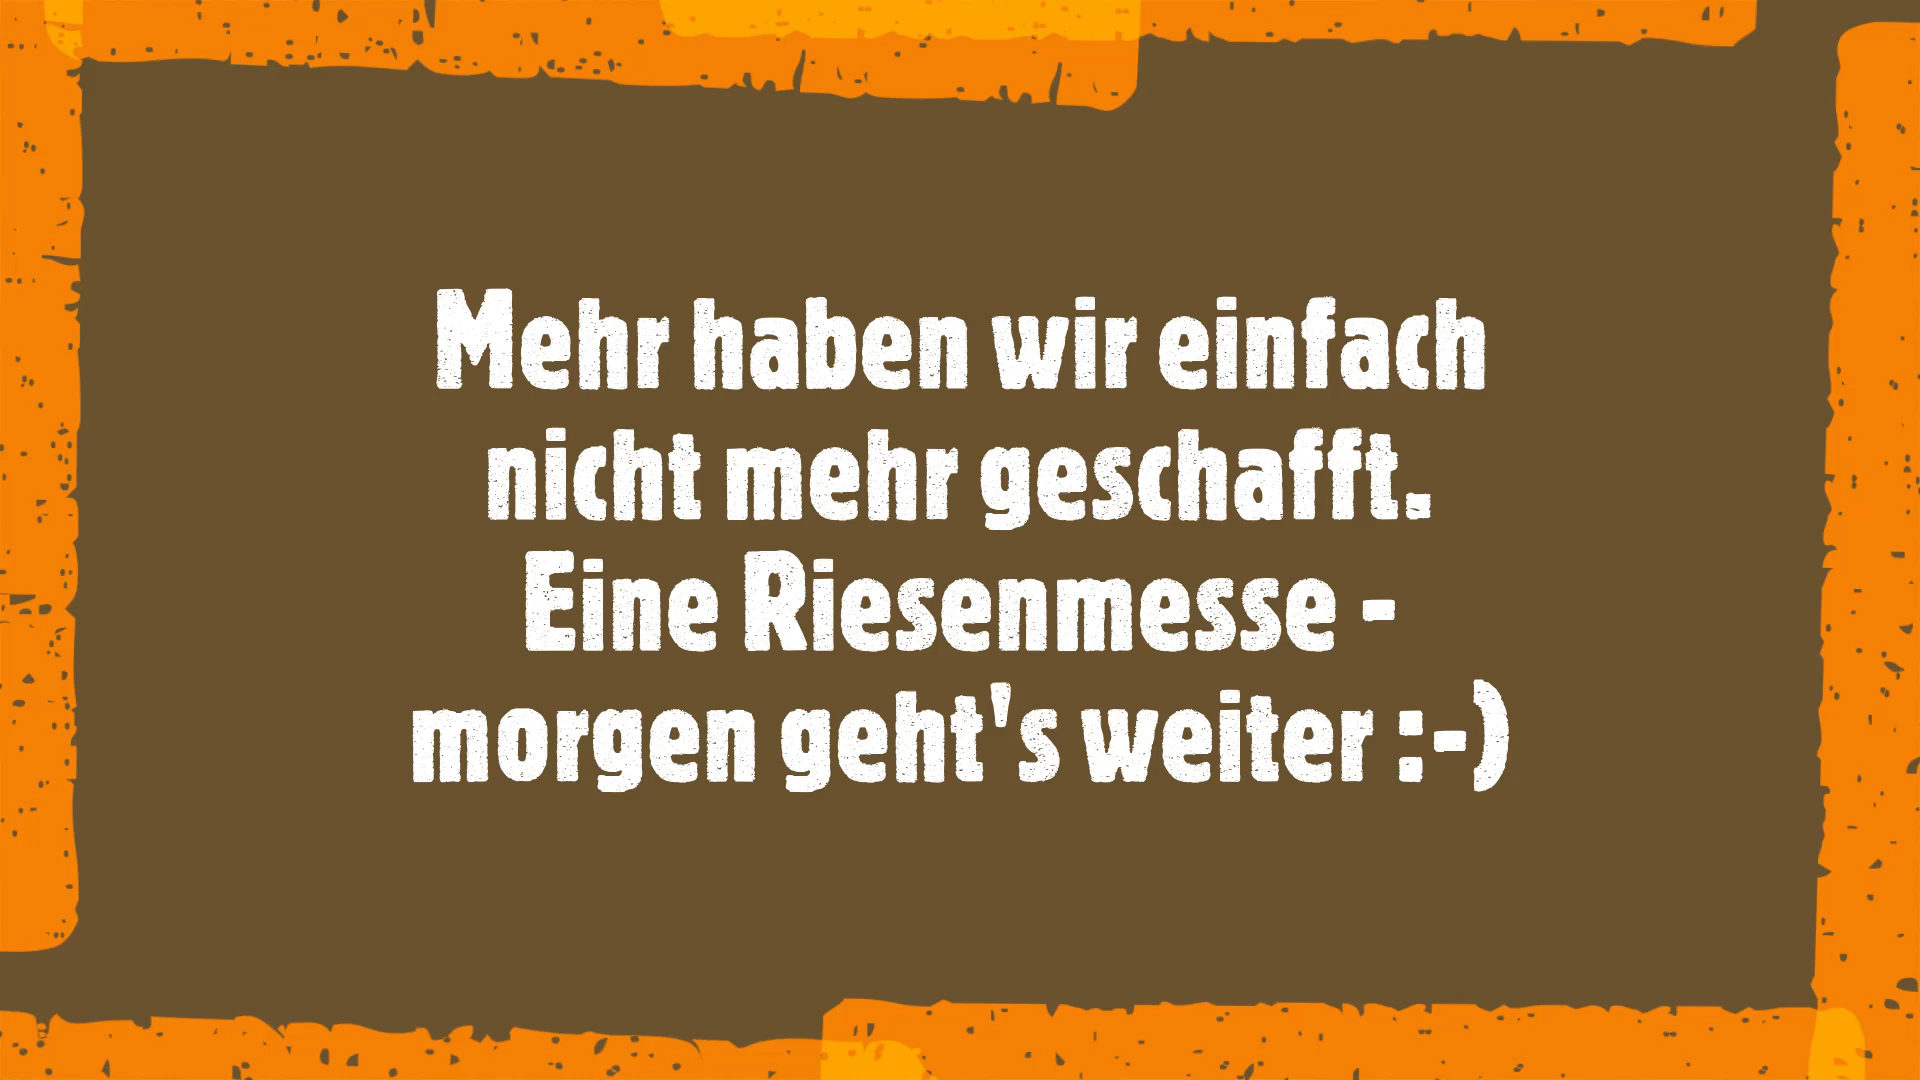 Mehr haben wir einfach
nicht mehr geschafft.
Eine Riesenmesse -
morgen geht's weiter :-)